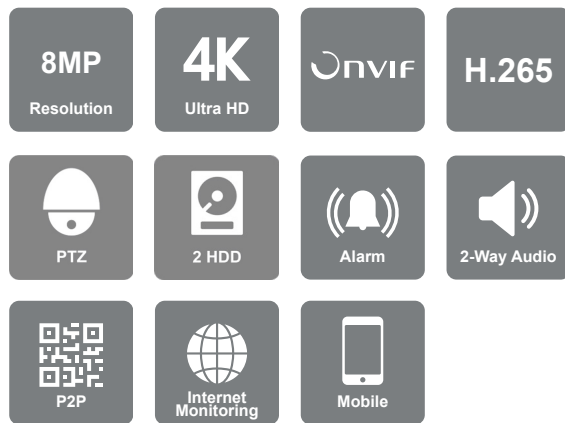 8MP
Resolution
4K
Ultra HD
ONVIF
H.265
PTZ
2 HDD
Alarm
2-Way Audio
P2P
Internet
Monitoring
Mobile